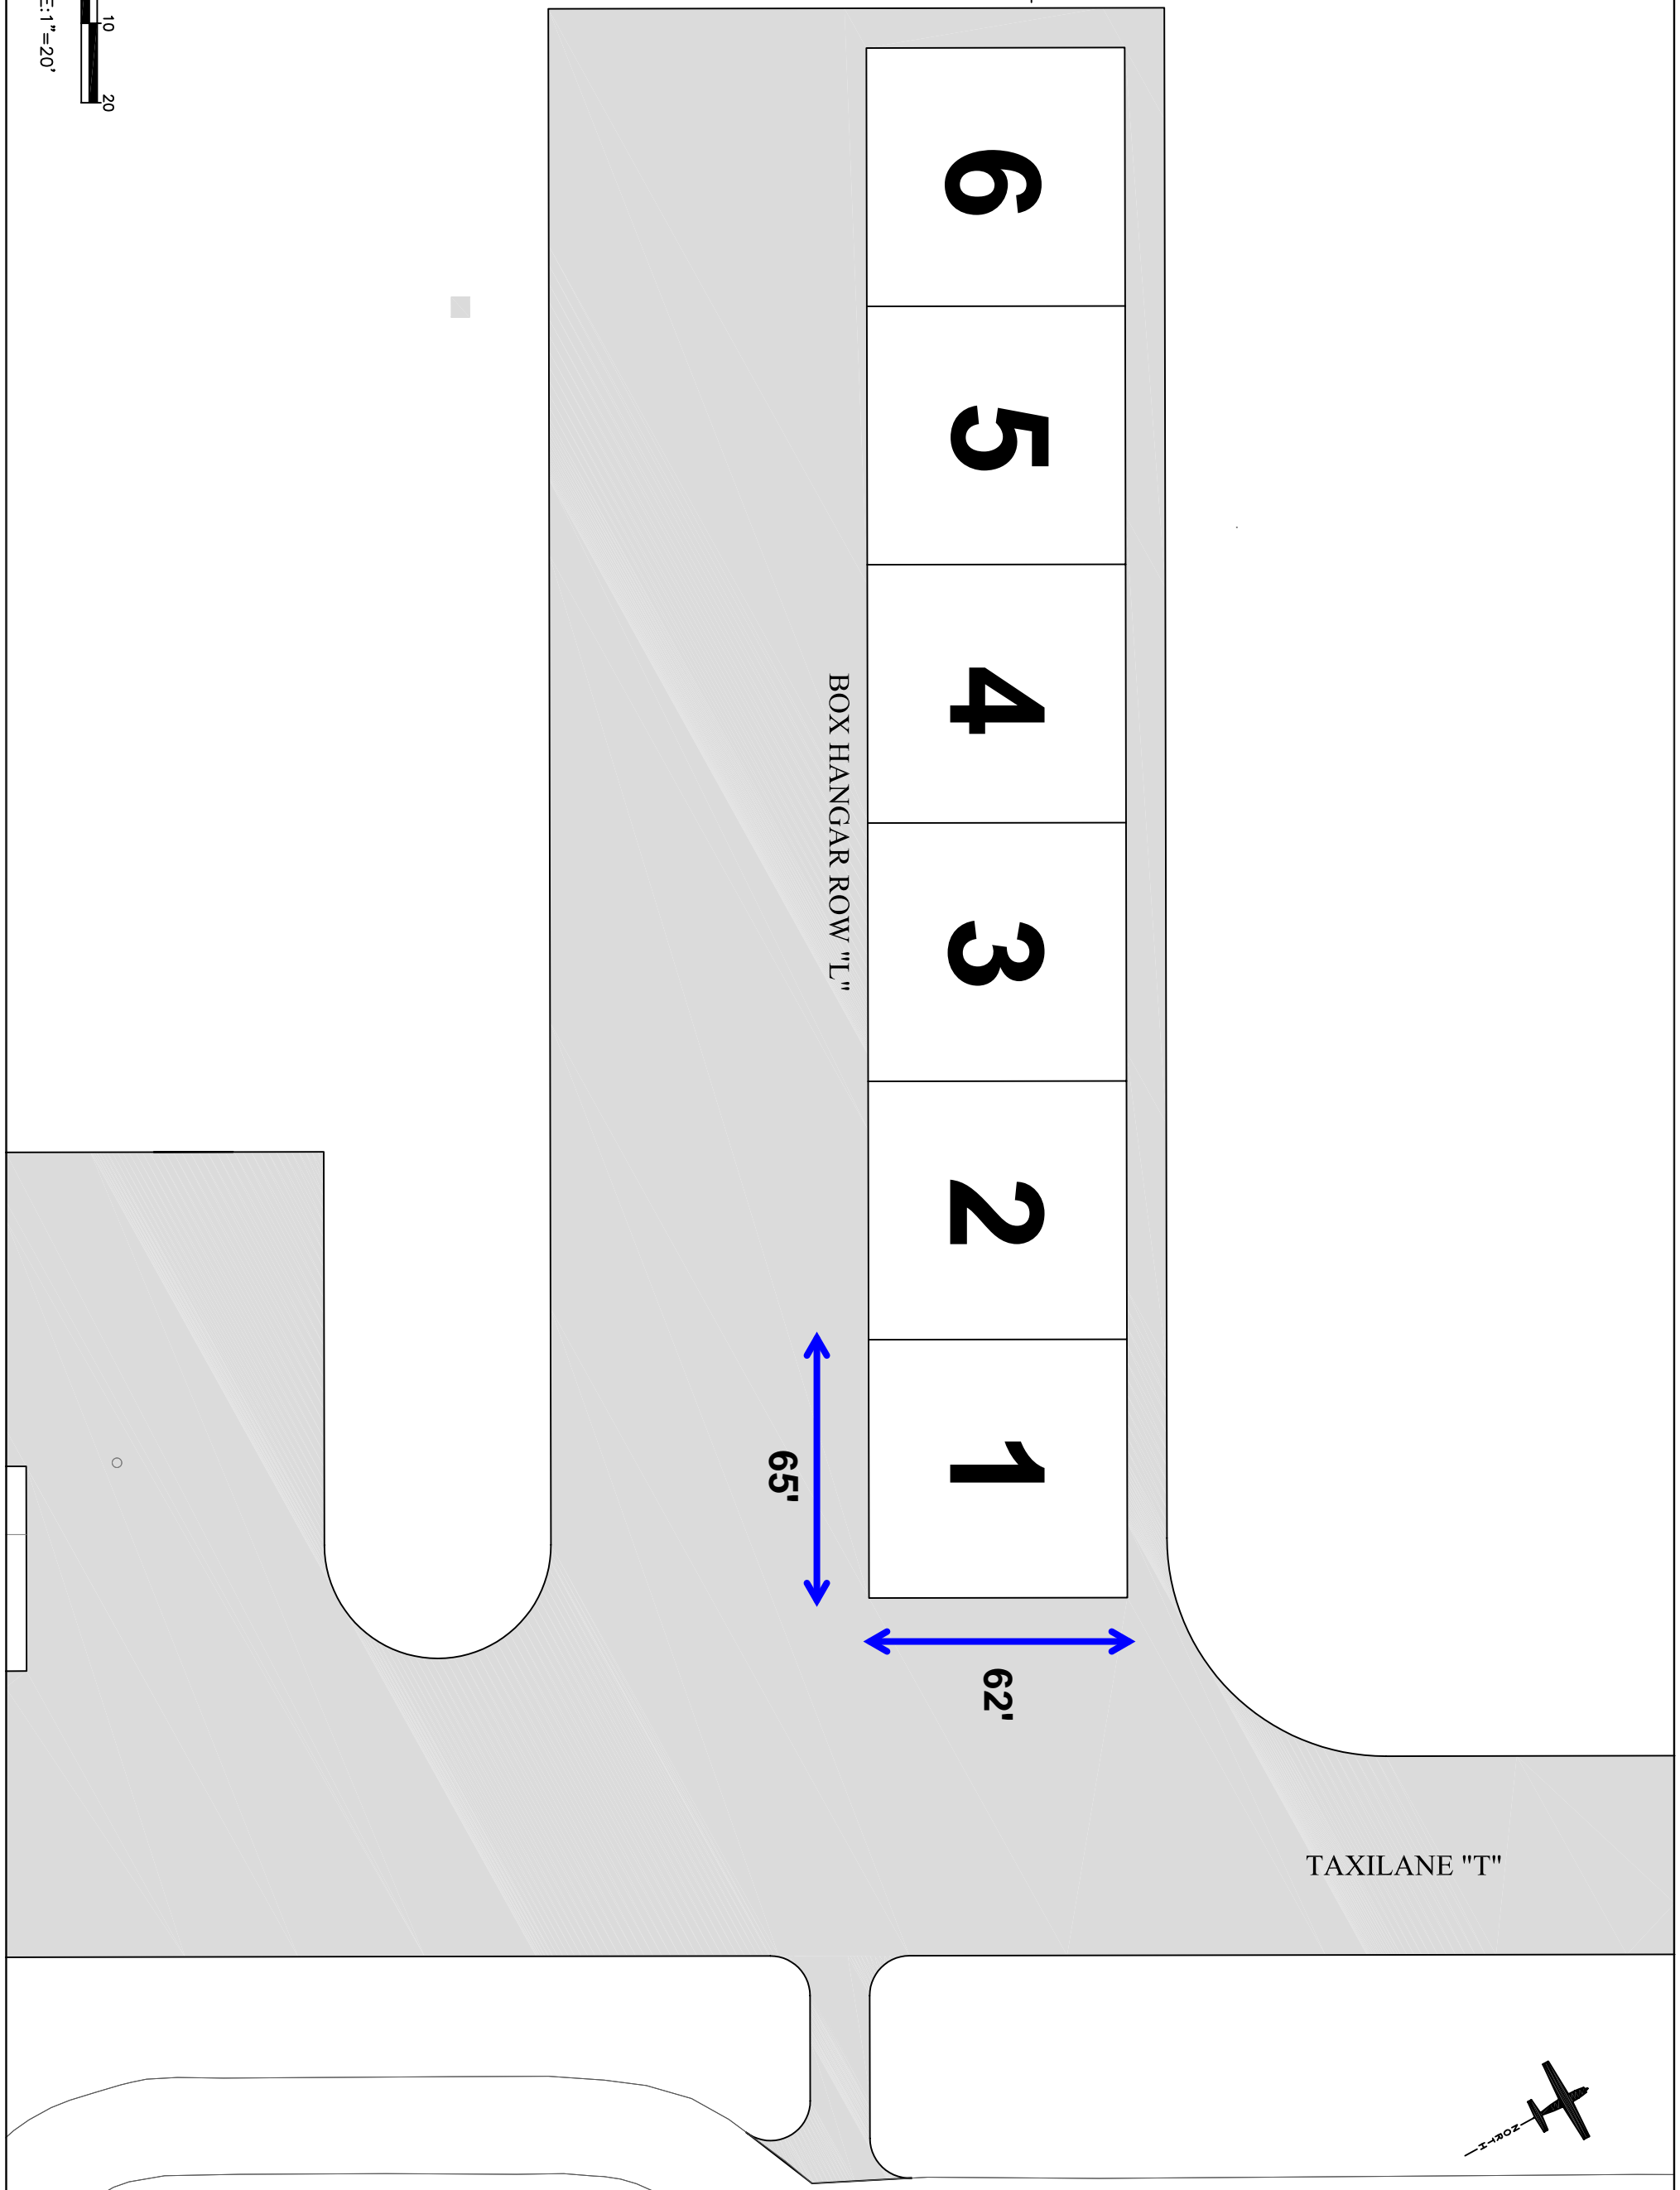 10
20
E:1"=20'
6
5
4
3
2
1
BOX HANGAR ROW "L"
65'
62'
TAXILANE "T"
NORTH